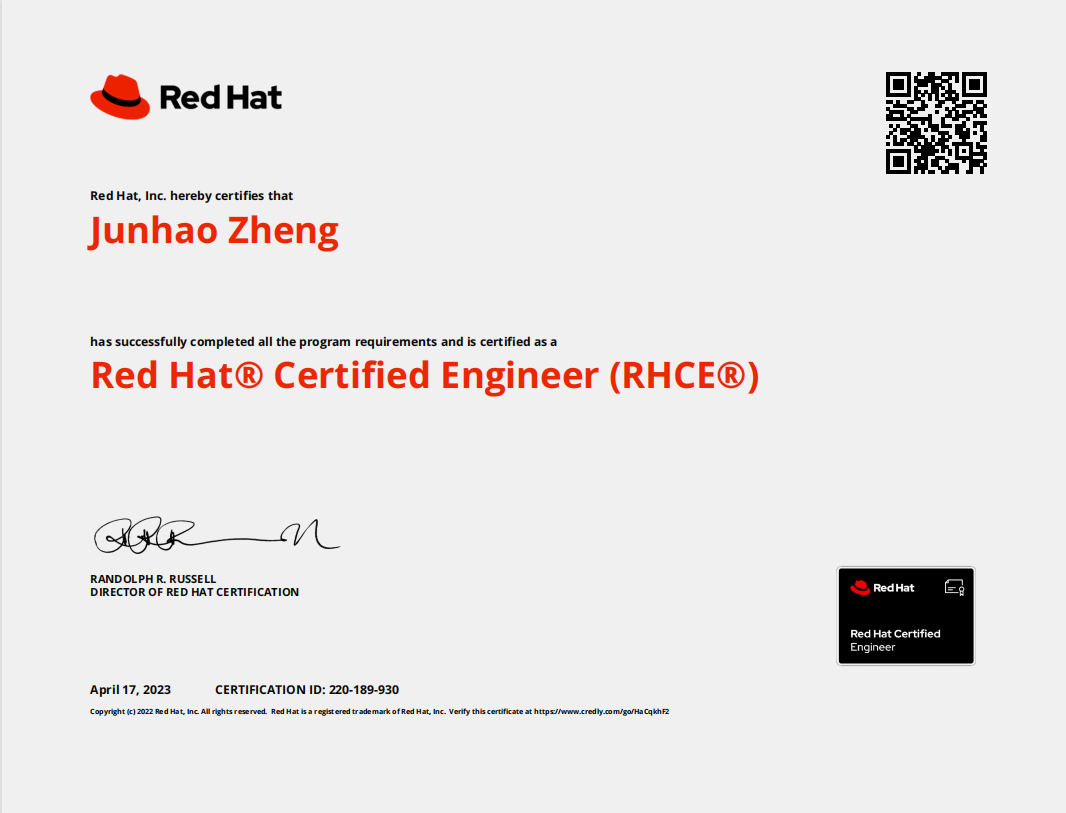 Red Hat
Red Hat, Inc. hereby certifies that
Junhao Zheng
has successfully completed all the program requirements and is certified as a
Red Hat® Certified Engineer (RHCE®)
RANDOLPH R. RUSSELL
DIRECTOR OF RED HAT CERTIFICATION
Red Hat
Red Hat Certified
Engineer
April 17, 2023 CERTIFICATION ID: 220-189-930
Copyright (c) 2022 Red Hat, Inc. All rights reserved. Red Hat is a registered trademark of Red Hat, Inc. Verify this certificate at https://www.credly.com/go/HaCqkhF2